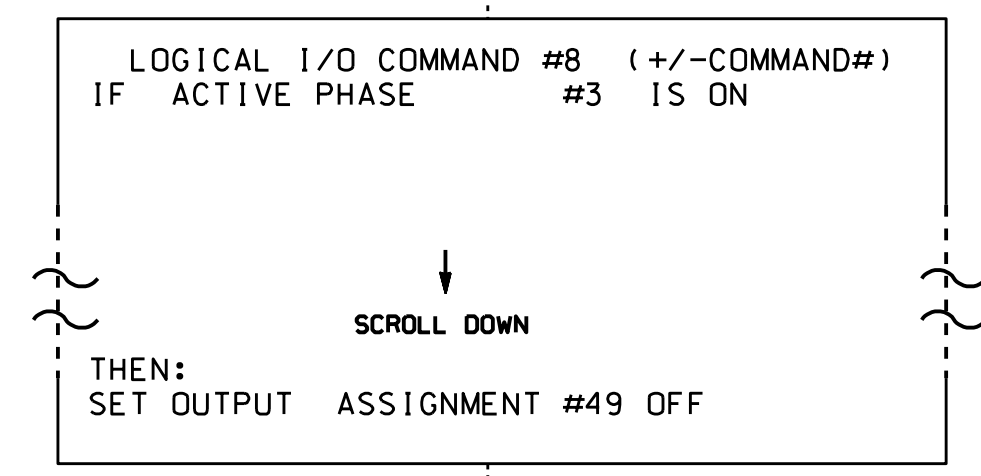 LOGICAL I/O COMMAND #8 (+/-COMMAND#)
IF ACTIVE PHASE #3 IS ON
SCROLL DOWN
THEN:
SET OUTPUT ASSIGNMENT #49 OFF